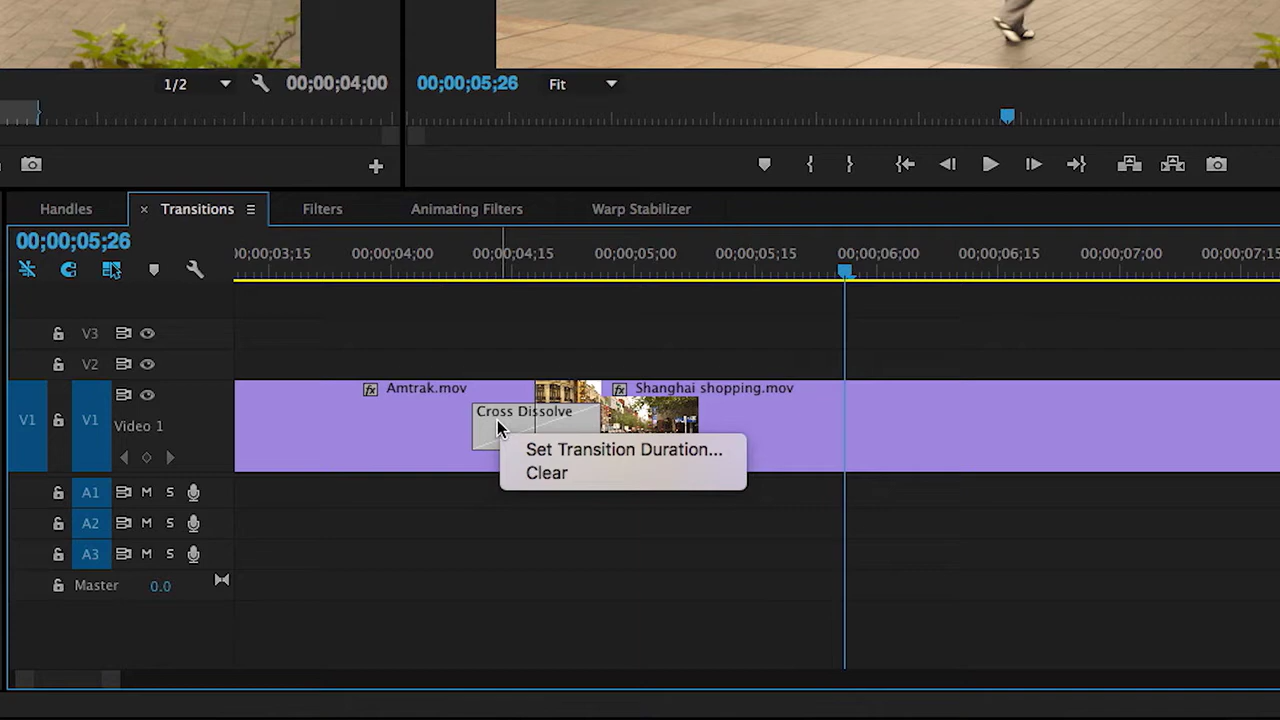 1/2 00;00;04;00 00;00;05;26 Fit
Handles × Transitions Filters Animating Filters Warp Stabilizer
00;00;05;26
00;00;03;15 00;00;04;00 00;00;04;15 00;00;05;00 00;00;05;15 00;00;06;00 00;00;06;15 00;00;07;00 00;00;07;15
V3
V2
fx Amtrak.mov fx Shanghai shopping.mov
Cross Dissolve
V1 V1 Video 1
Set Transition Duration...
Clear
A1 M S
A2 M S
A3 M S
Master 0.0